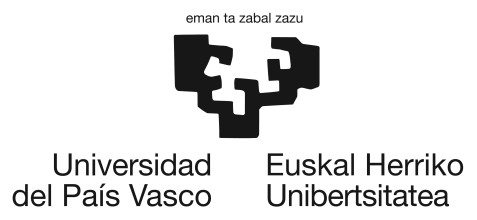 eman ta zabal zazu
Universidad
del País Vasco
Euskal Herriko
Unibertsitatea